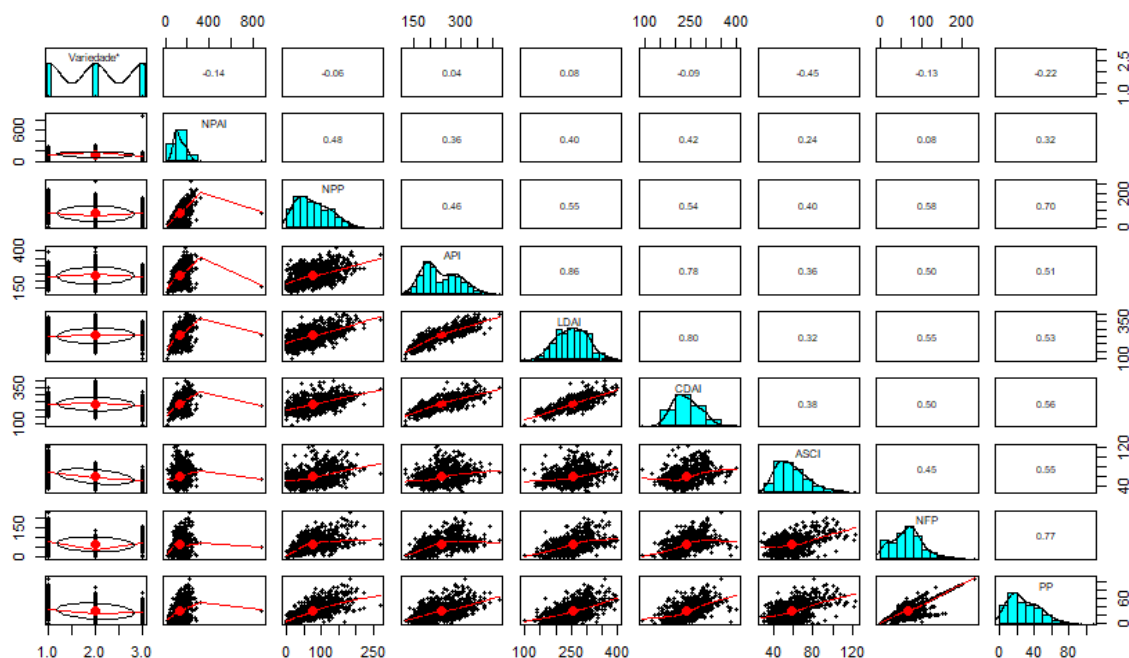 0 400 800 150 300 100 250 400 0 100 200
Variedade* -0.14 -0.06 0.04 0.08 -0.09 -0.45 -0.13 -0.22 1.0 2.5
0 600 NPAI 0.48 0.36 0.40 0.42 0.24 0.08 0.32
NPP 0.46 0.55 0.54 0.40 0.58 0.70 0 200
150 400 API 0.86 0.78 0.36 0.50 0.51
LDAI 0.80 0.32 0.55 0.53 100 350
100 350 CDAI 0.38 0.50 0.56
ASCI 0.45 0.55 40 120
0 150 NFP 0.77
PP 0 60
1.0 2.0 3.0 0 100 250 100 250 400 40 80 120 0 40 80